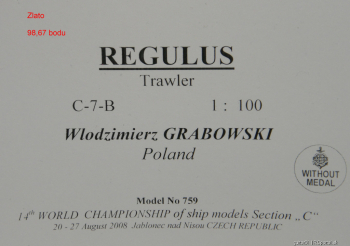 Zlato
98,67 bodu
REGULUS
Trawler
C-7-B 1 : 100
Wlodzimierz GRABOWSKI
Poland
WITHOUT
MEDAL
Model No 759
14th WORLD CHAMPIONSHIP of ship models Section „C"
20 - 27 August 2008 Jablonec nad Nisou CZECH REPUBLIC